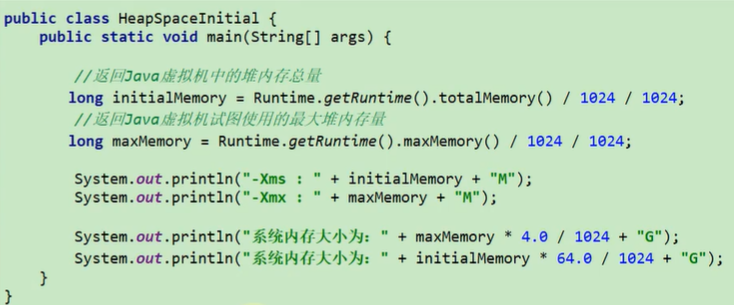 public class HeapSpaceInitial {
    public static void main(String[] args) {
        //返回Java虚拟机中的堆内存总量
        long initialMemory = Runtime.getRuntime().totalMemory() / 1024 / 1024;
        //返回Java虚拟机试图使用的最大堆内存量
        long maxMemory = Runtime.getRuntime().maxMemory() / 1024 / 1024;
        System.out.println("-Xms : " + initialMemory + "M");
        System.out.println("-Xmx : " + maxMemory + "M");
        System.out.println("系统内存大小为：" + maxMemory * 4.0 / 1024 + "G");
        System.out.println("系统内存大小为：" + initialMemory * 64.0 / 1024 + "G");
    }
}